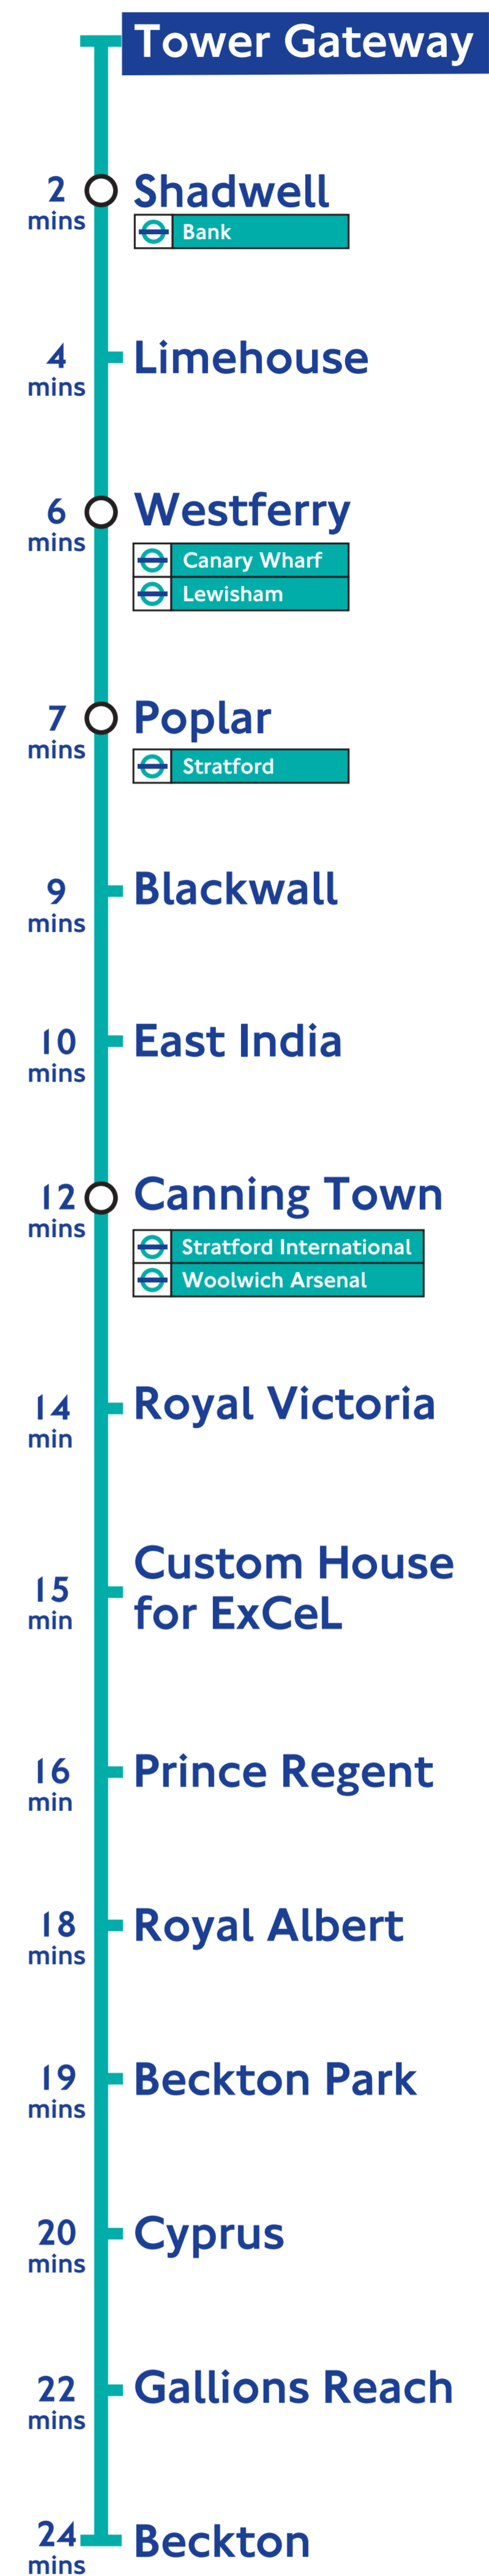 Tower Gateway
2
mins
Shadwell
Bank
4
mins
Limehouse
6
mins
Westferry
Canary Wharf
Lewisham
7
mins
Poplar
Stratford
9
mins
Blackwall
10
mins
East India
12
mins
Canning Town
Stratford International
Woolwich Arsenal
14
min
Royal Victoria
15
min
Custom House
for ExCeL
16
min
Prince Regent
18
mins
Royal Albert
19
mins
Beckton Park
20
mins
Cyprus
22
mins
Gallions Reach
24
mins
Beckton